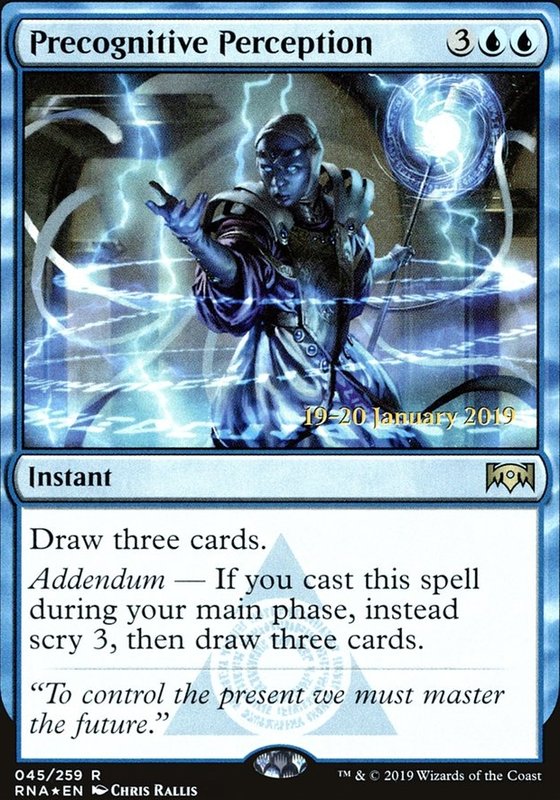 Precognitive Perception 3
19–20 January 2019
Instant
Draw three cards.
Addendum — If you cast this spell
during your main phase, instead
scry 3, then draw three cards.
“To control the present we must master
the future.”
045/259 R
RNA★EN Chris Rallis
™ & © 2019 Wizards of the Coast